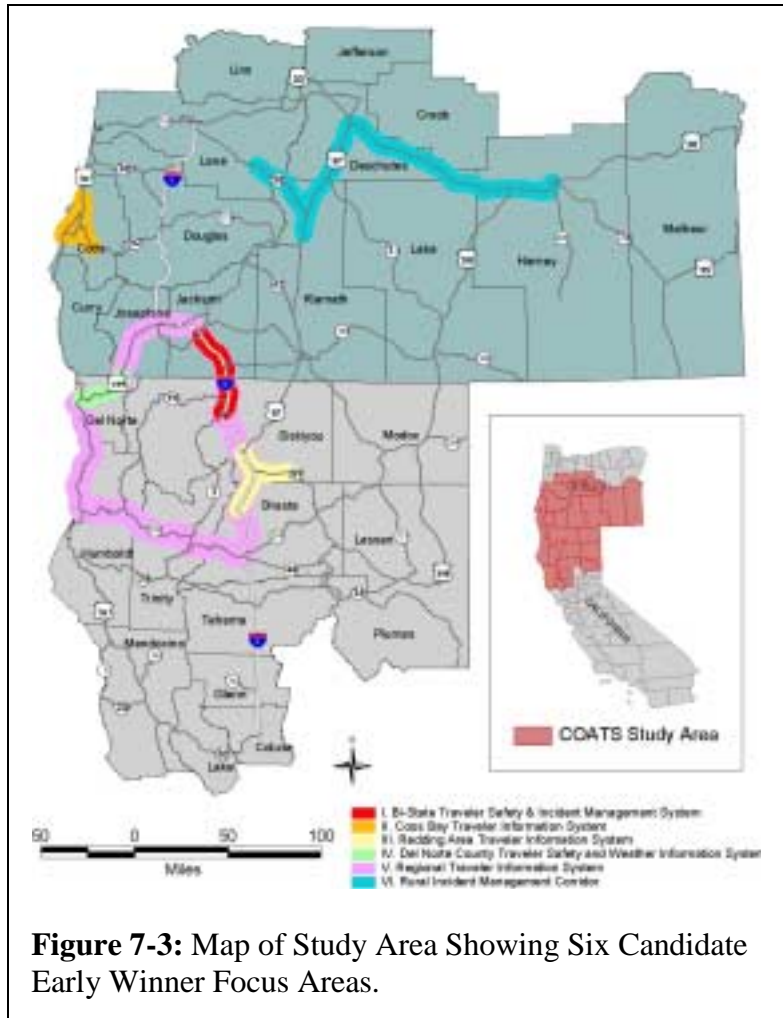 Jefferson
Linn
Crook
Lane
Deschutes
Coos
Douglas
Lake
Harney
Malheur
Curry
Josephine
Jackson
Klamath
Del Norte
Siskiyou
Modoc
Shasta
Humboldt
Lassen
Trinity
Tehama
Plumas
Mendocino
Glenn
Lake
Colusa
CALIFORNIA
COATS Study Area
50 0 50 100
Miles
I. Bi-State Traveler Safety & Incident Management System
II. Coos Bay Traveler Information System
III. Redding Area Traveler Information System
IV. Del Norte County Traveler Safety and Weather Information System
V. Regional Traveler Information System
VI. Rural Incident Management Corridor
Figure 7-3: Map of Study Area Showing Six Candidate
Early Winner Focus Areas.